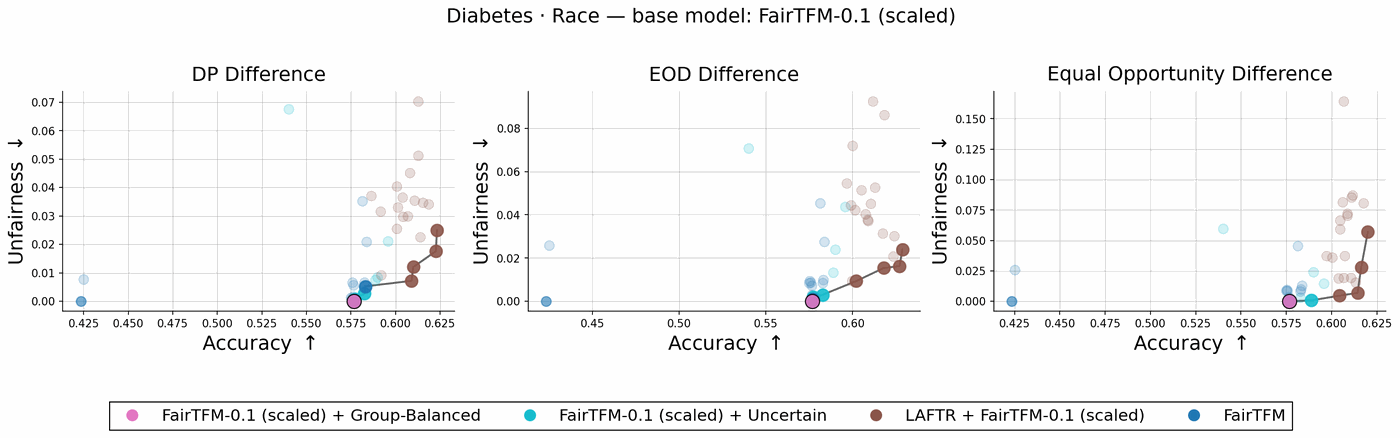 Diabetes · Race — base model: FairTFM-0.1 (scaled)
DP Difference
EOD Difference
Equal Opportunity Difference
Unfairness ↓
0.07
0.06
0.05
0.04
0.03
0.02
0.01
0.00
0.425 0.450 0.475 0.500 0.525 0.550 0.575 0.600 0.625
Accuracy ↑
Unfairness ↓
0.08
0.06
0.04
0.02
0.00
0.45 0.50 0.55 0.60
Accuracy ↑
Unfairness ↓
0.150
0.125
0.100
0.075
0.050
0.025
0.000
0.425 0.450 0.475 0.500 0.525 0.550 0.575 0.600 0.625
Accuracy ↑
FairTFM-0.1 (scaled) + Group-Balanced
FairTFM-0.1 (scaled) + Uncertain
LAFTR + FairTFM-0.1 (scaled)
FairTFM